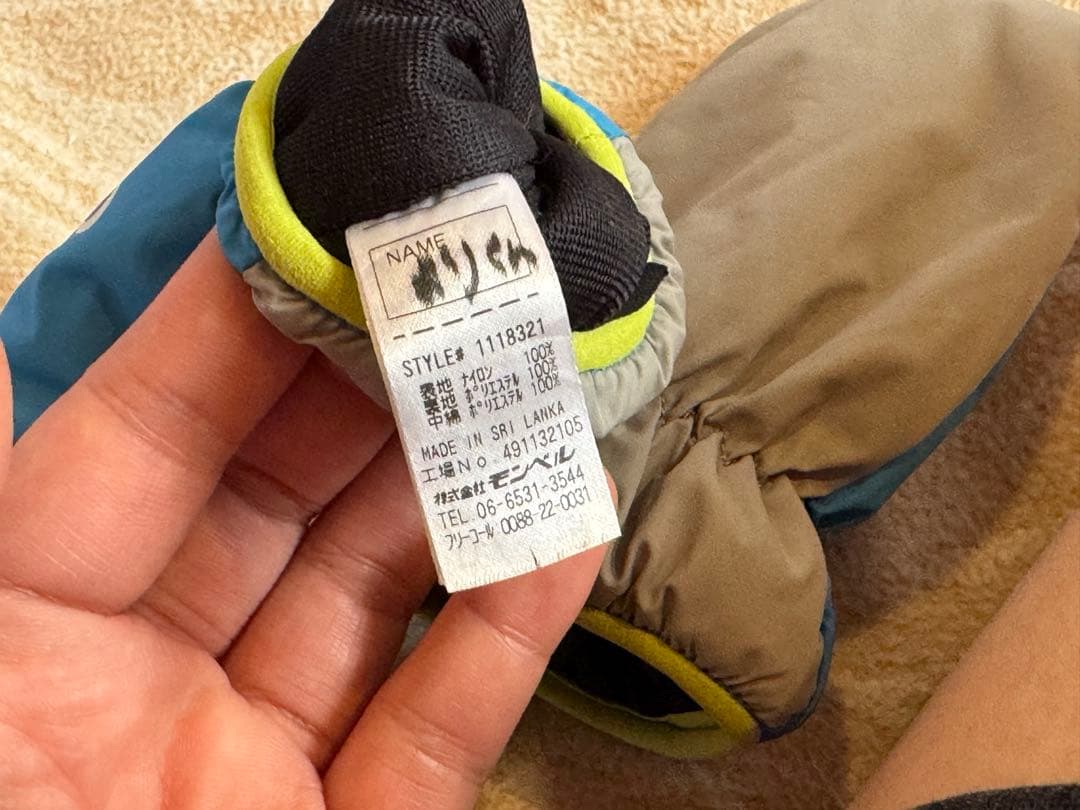 NAME
STYLE# 1118321
表地 ナイロン 100%
裏地 ポリエステル 100%
中綿 ポリエステル 100%
MADE IN SRI LANKA
工場No. 491132105
株式会社 モンベル
TEL.06-6531-3544
フリーコール 0088-22-0031